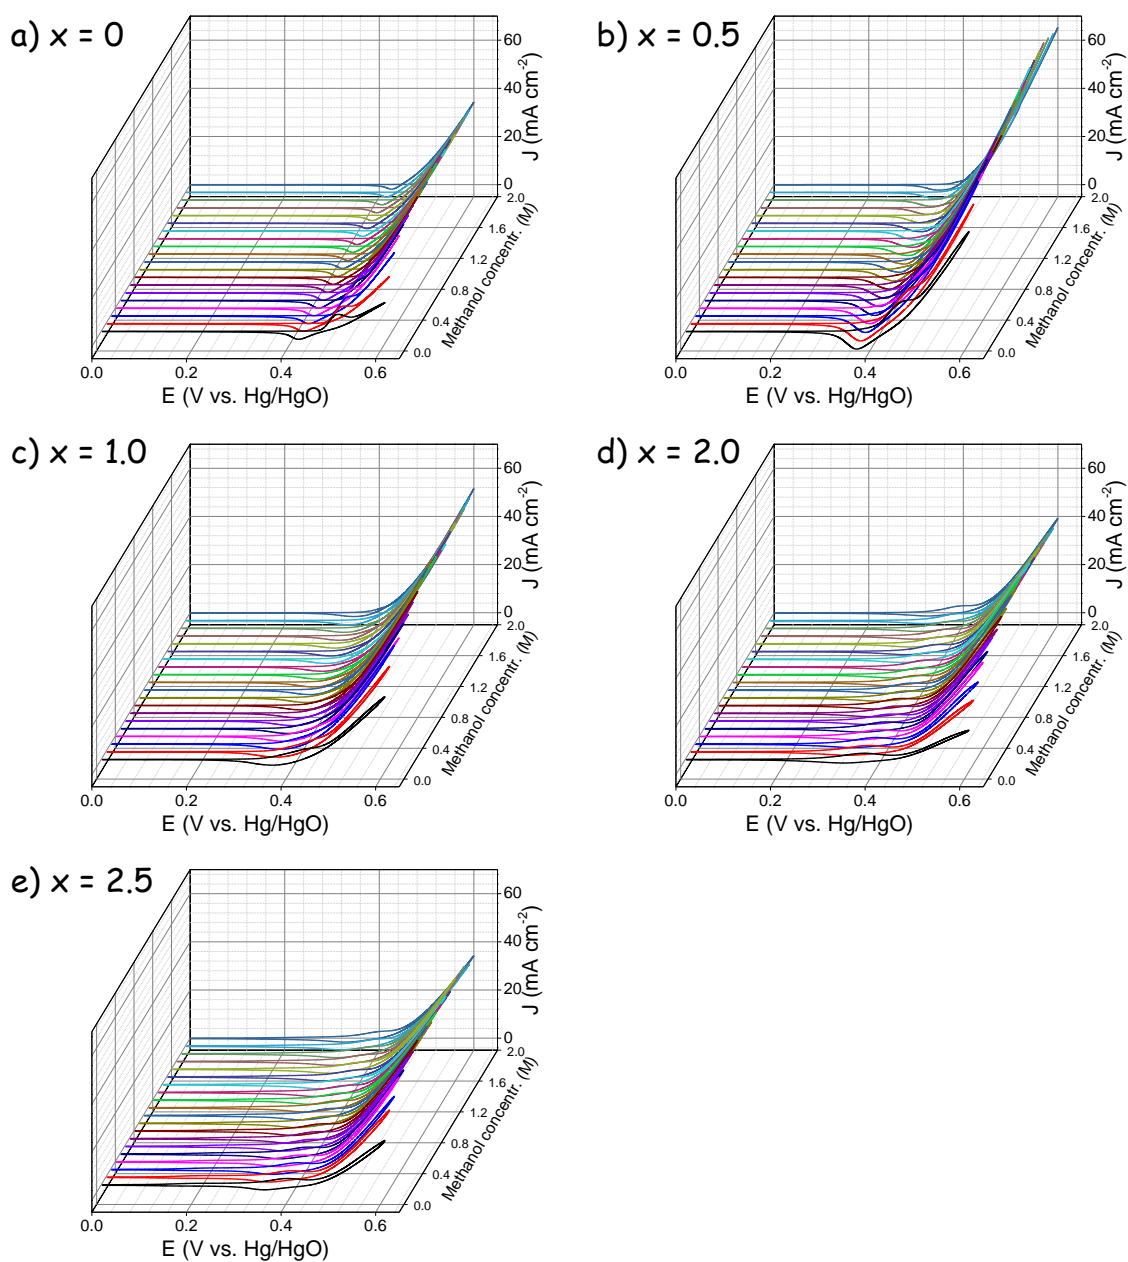 a) x = 0
60
40
20
0
J (mA cm-2)
2.0
1.6
1.2
0.8
0.4
0.0
Methanol concentr. (M)
0.0 0.2 0.4 0.6
E (V vs. Hg/HgO)
b) x = 0.5
60
40
20
0
J (mA cm-2)
2.0
1.6
1.2
0.8
0.4
0.0
Methanol concentr. (M)
0.0 0.2 0.4 0.6
E (V vs. Hg/HgO)
c) x = 1.0
60
40
20
0
J (mA cm-2)
2.0
1.6
1.2
0.8
0.4
0.0
Methanol concentr. (M)
0.0 0.2 0.4 0.6
E (V vs. Hg/HgO)
d) x = 2.0
60
40
20
0
J (mA cm-2)
2.0
1.6
1.2
0.8
0.4
0.0
Methanol concentr. (M)
0.0 0.2 0.4 0.6
E (V vs. Hg/HgO)
e) x = 2.5
60
40
20
0
J (mA cm-2)
2.0
1.6
1.2
0.8
0.4
0.0
Methanol concentr. (M)
0.0 0.2 0.4 0.6
E (V vs. Hg/HgO)